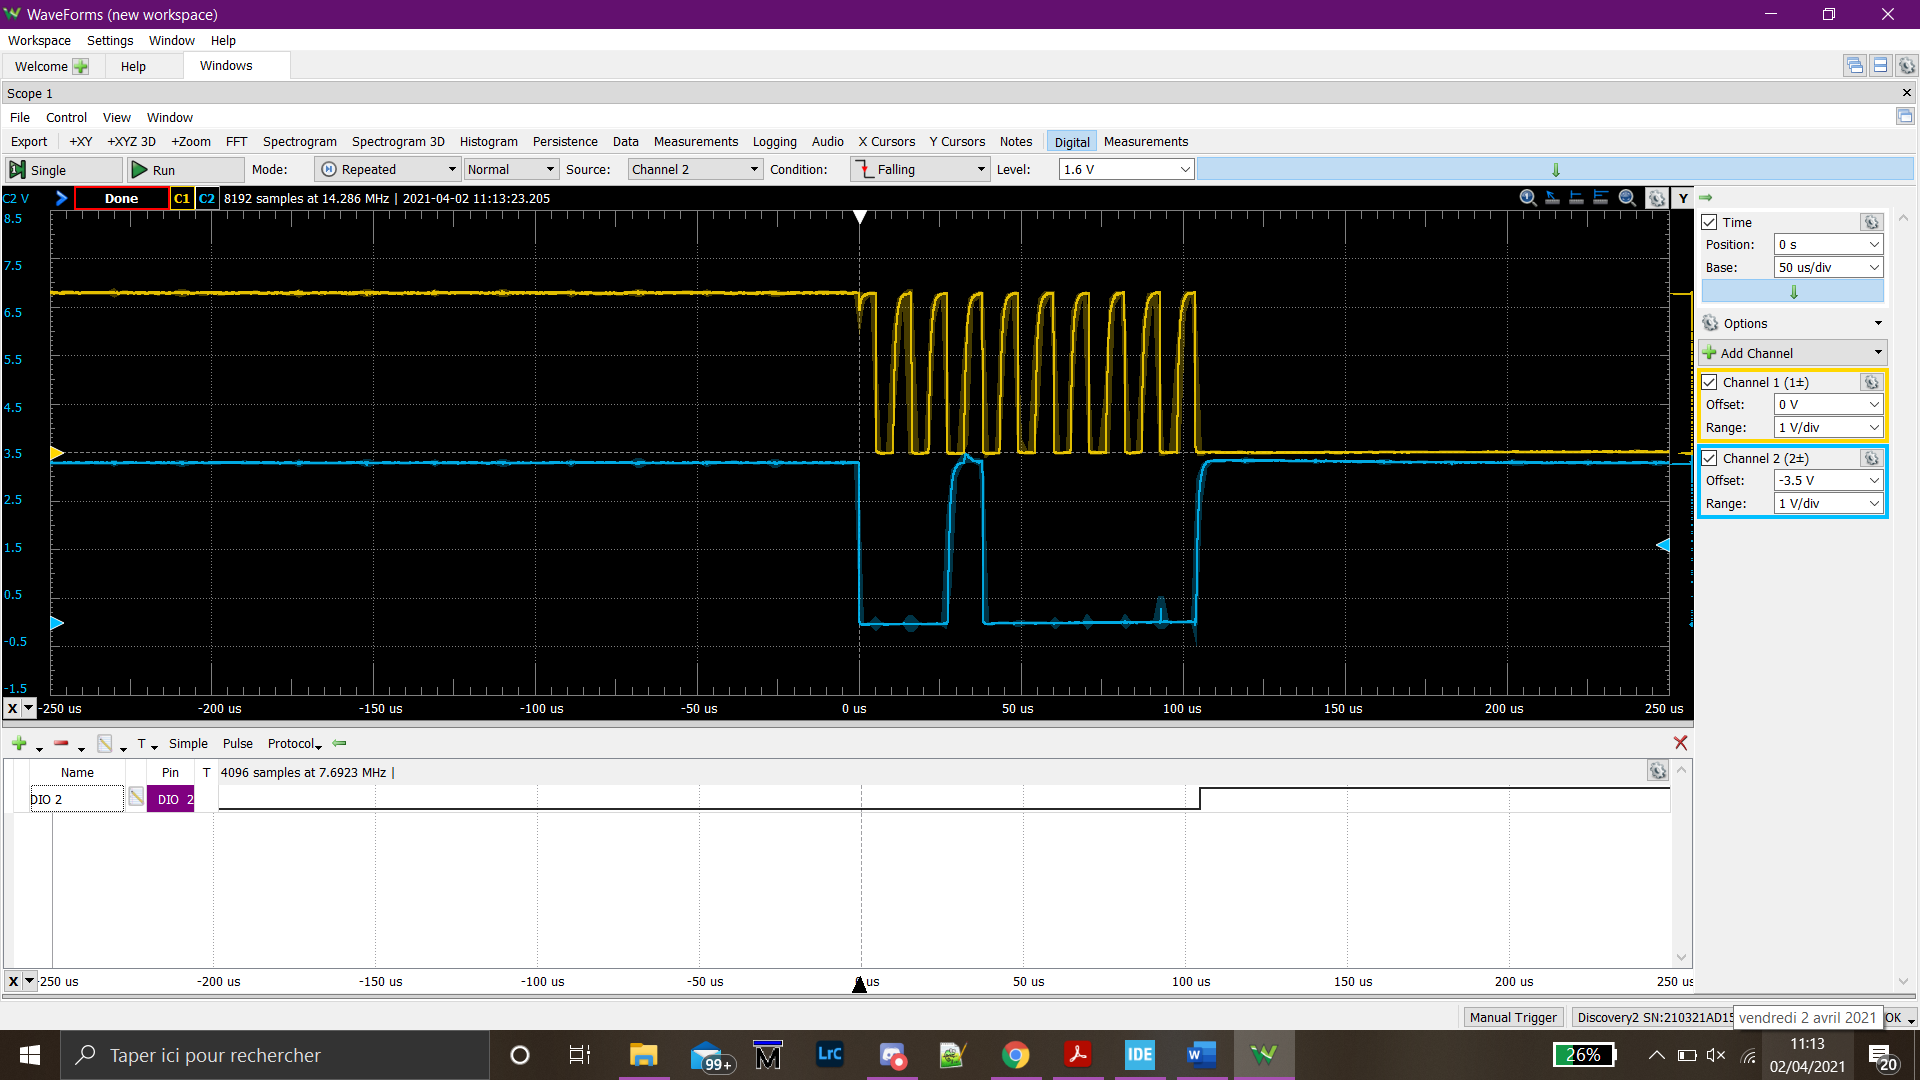 WaveForms (new workspace)
Workspace Settings Window Help
Welcome Help Windows
Scope 1
File Control View Window
Export +XY +XYZ 3D +Zoom FFT Spectrogram Spectrogram 3D Histogram Persistence Data Measurements Logging Audio X Cursors Y Cursors Notes Digital Measurements
Single Run Mode: Repeated Normal Source: Channel 2 Condition: Falling Level: 1.6 V
C2 V Done C1 C2 8192 samples at 14.286 MHz | 2021-04-02 11:13:23.205 Y
8.5
7.5
6.5
5.5
4.5
3.5
2.5
1.5
0.5
-0.5
-1.5
X -250 us -200 us -150 us -100 us -50 us 0 us 50 us 100 us 150 us 200 us 250 us
Time
Position: 0 s
Base: 50 us/div
Options
Add Channel
Channel 1 (1±)
Offset: 0 V
Range: 1 V/div
Channel 2 (2±)
Offset: -3.5 V
Range: 1 V/div
T Simple Pulse Protocol
Name Pin T 4096 samples at 7.6923 MHz |
DIO 2 DIO 2
X -250 us -200 us -150 us -100 us -50 us 0 us 50 us 100 us 150 us 200 us 250 us
Manual Trigger Discovery2 SN:210321AD15 vendredi 2 avril 2021 OK
Taper ici pour rechercher 99+ LrC IDE 26% 11:13
02/04/2021 20